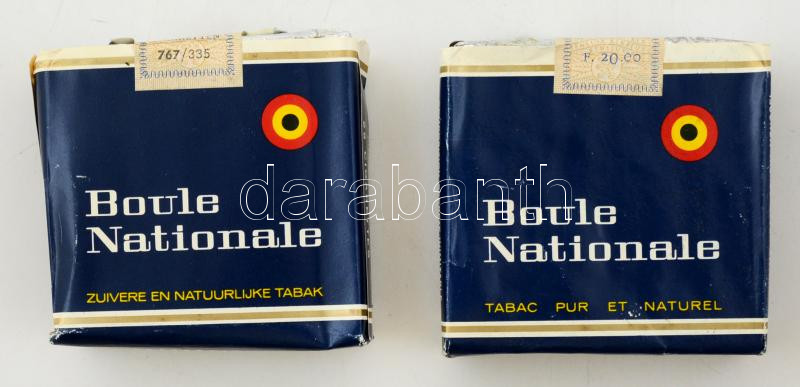 767/335
Boule
Nationale
ZUIVERE EN NATUURLIJKE TABAK
F. 20.00
Boule
Nationale
TABAC PUR ET NATUREL
darabanth